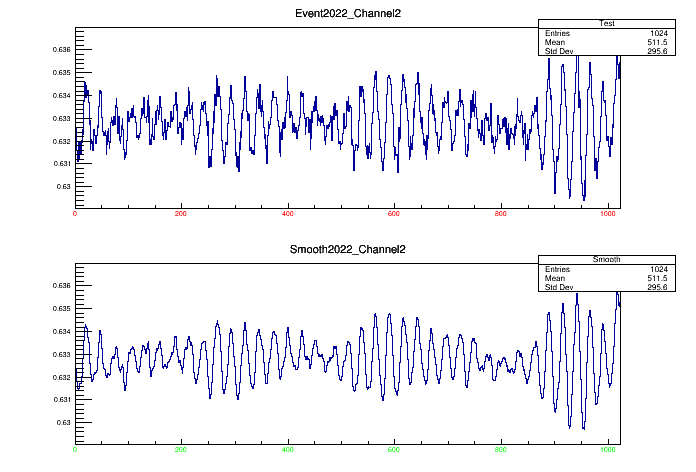 Event2022_Channel2
Test
Entries 1024
Mean 511.5
Std Dev 295.6
0.636
0.635
0.634
0.633
0.632
0.631
0.63
0 200 400 600 800 1000
Smooth2022_Channel2
Smooth
Entries 1024
Mean 511.5
Std Dev 295.6
0.636
0.635
0.634
0.633
0.632
0.631
0.63
0 200 400 600 800 1000